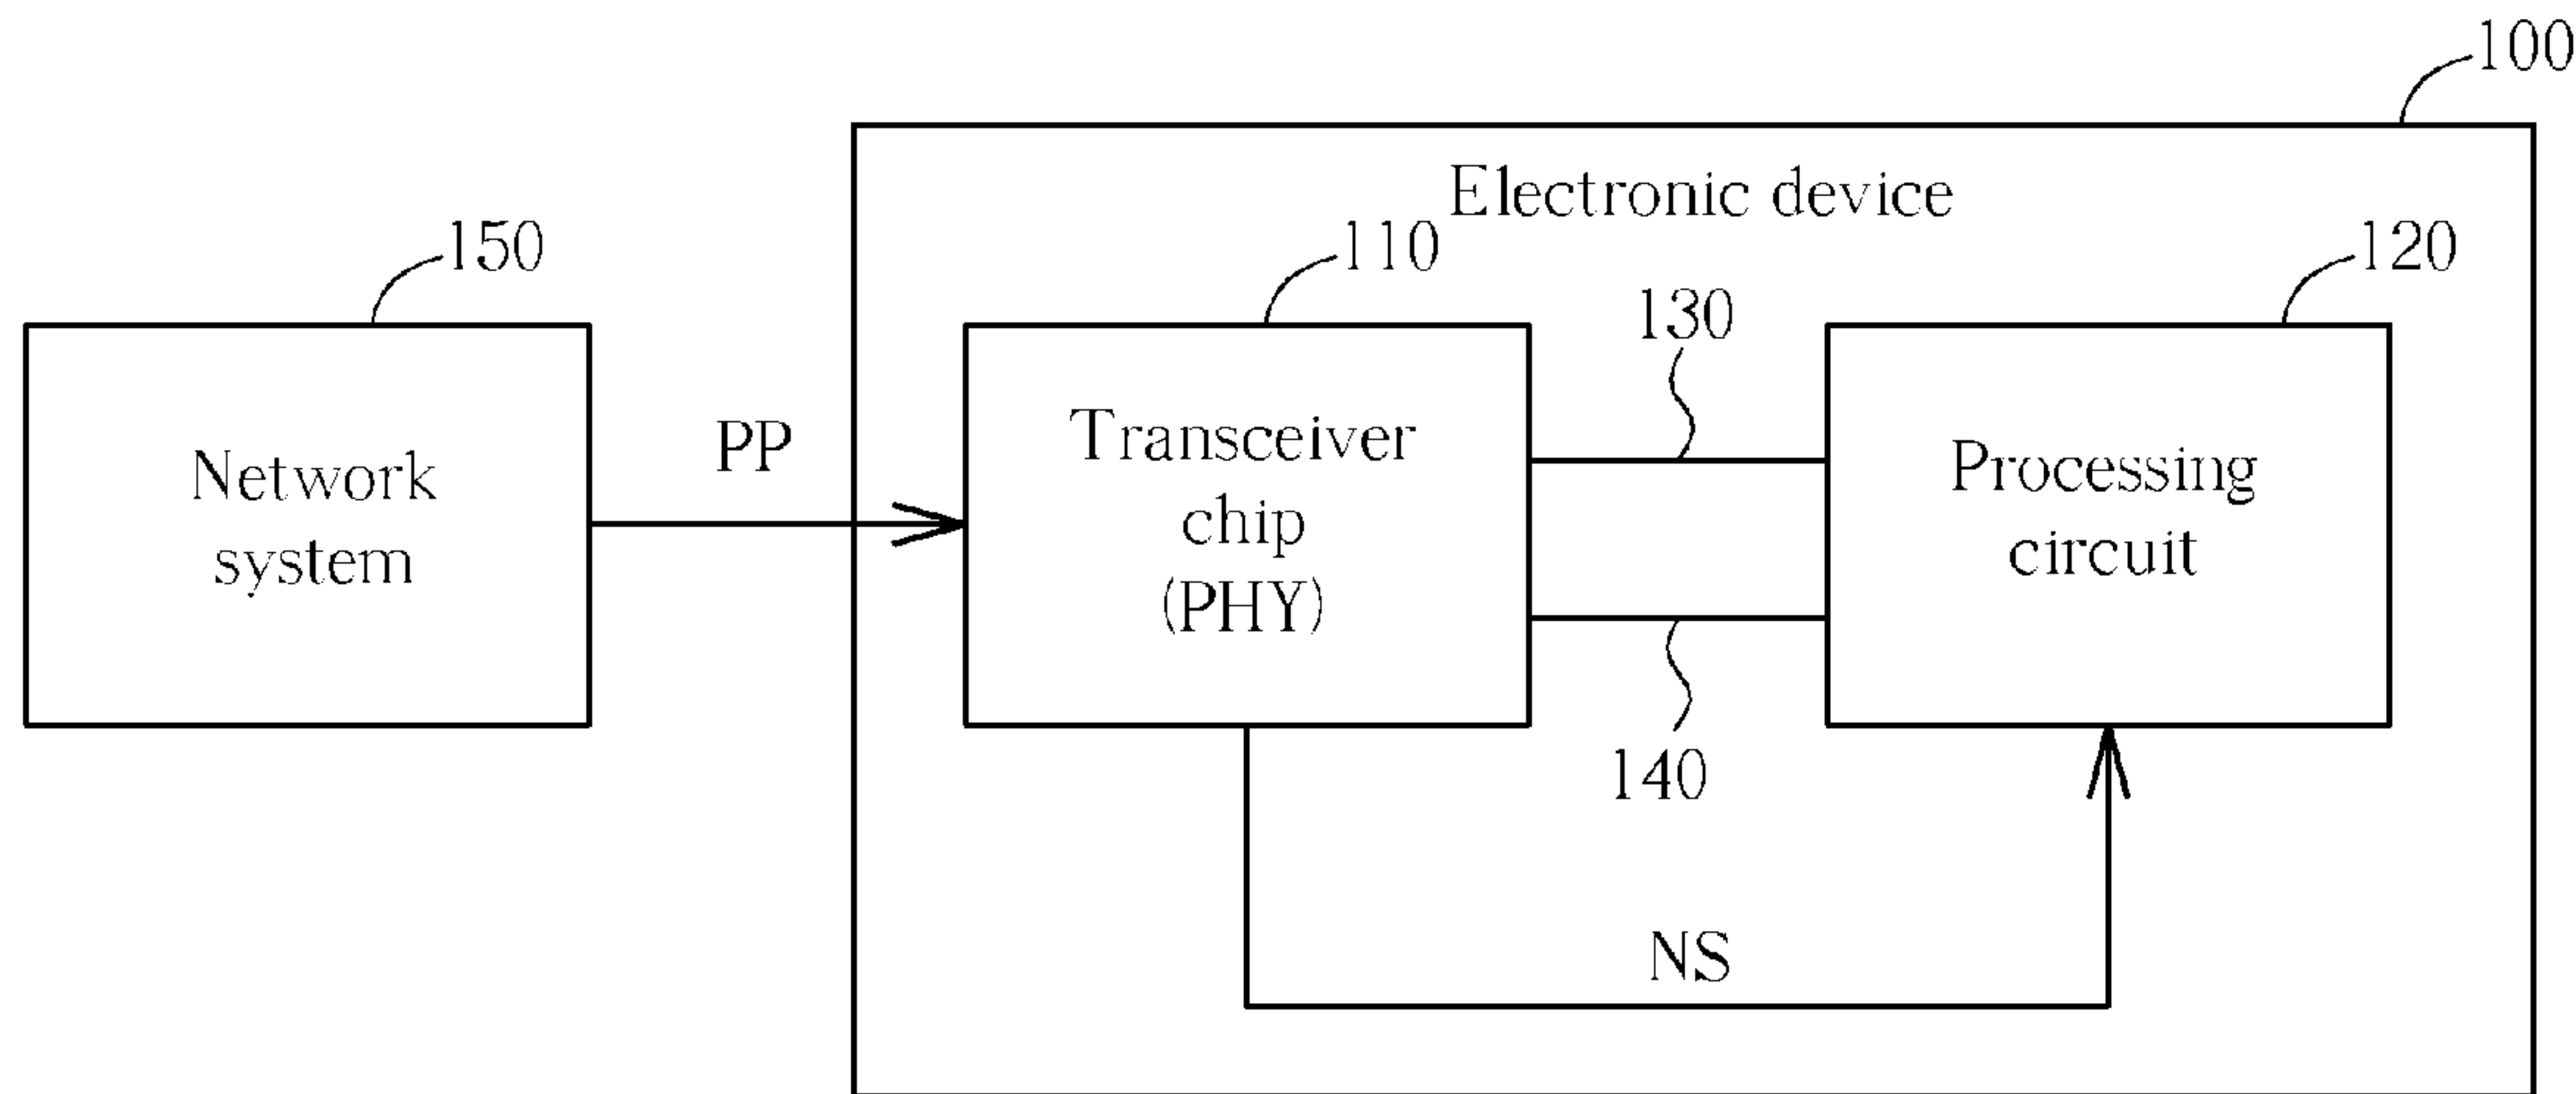 100
Electronic device
150
110
120
130
Network
system
PP
Transceiver
chip
(PHY)
Processing
circuit
140
NS